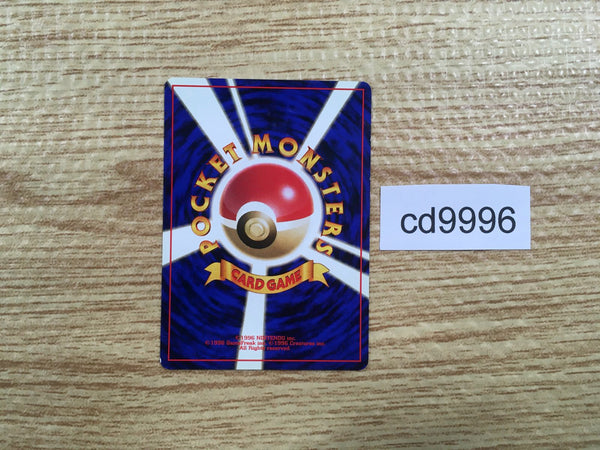 POCKET MONSTERS
CARD GAME
©1996 NINTENDO inc.
©1996 GameFreak inc. ©1996 Creatures inc.
All Rights reserved.
cd9996